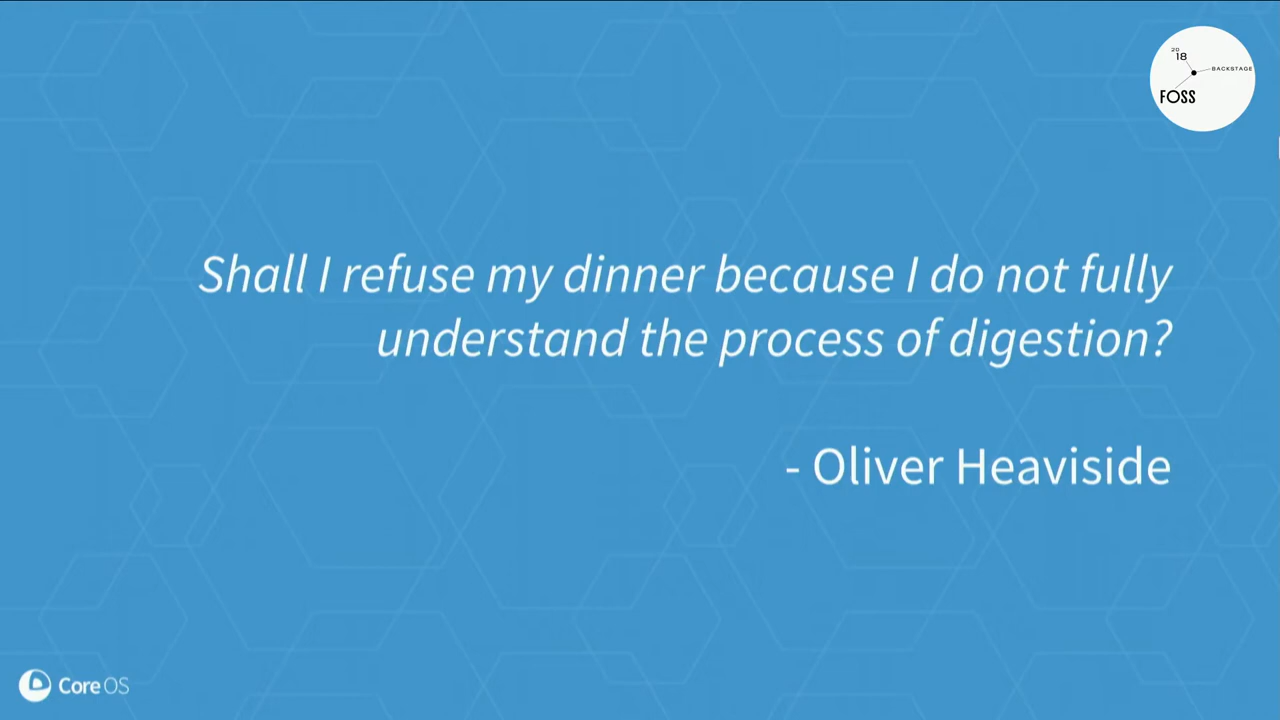 20
18
BACKSTAGE
FOSS
Shall I refuse my dinner because I do not fully
understand the process of digestion?
- Oliver Heaviside
CoreOS